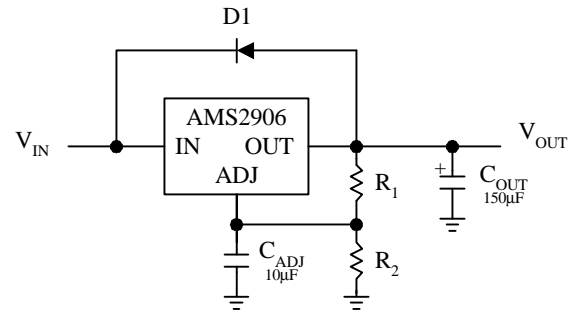 D1
AMS2906
V_IN
IN OUT
V_OUT
ADJ
+
R_1
C_OUT
150µF
C_ADJ
10µF
R_2